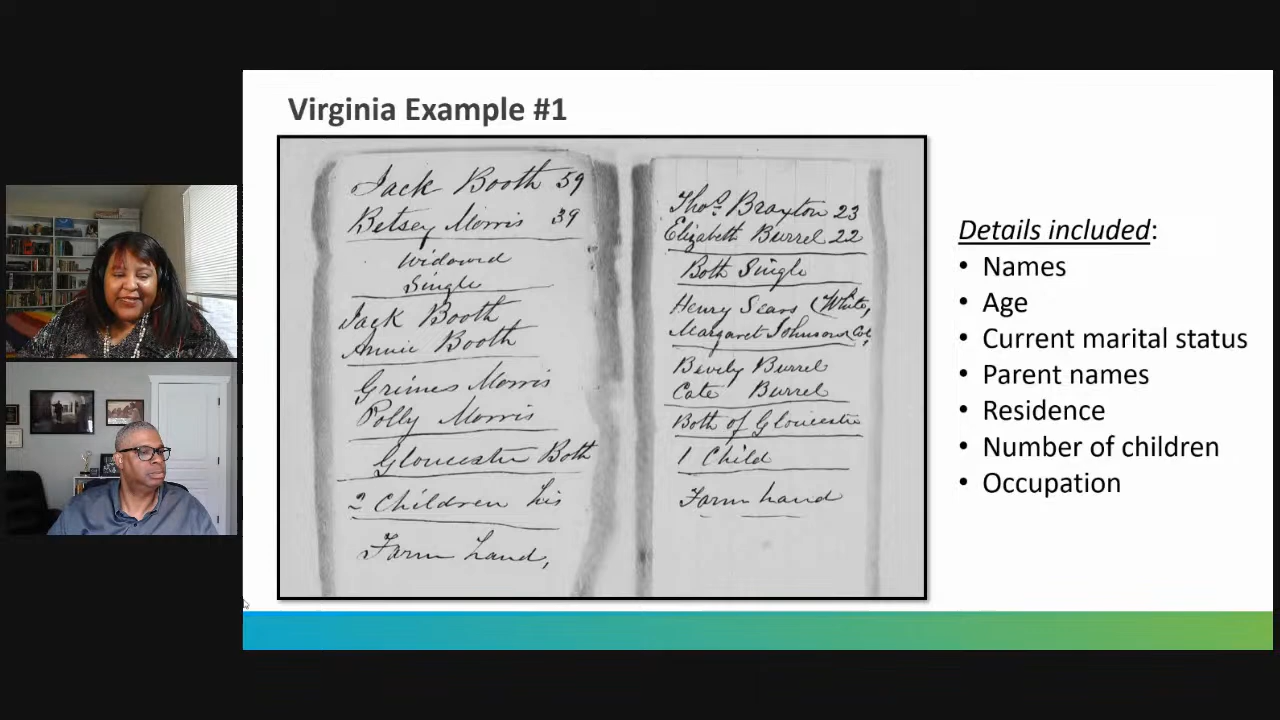 Virginia Example #1
Jack Booth 59
Betsey Morris 39
Widowed
Single
Jack Booth
Annie Booth
Grimes Morris
Polly Morris
Gloucester Both
2 Children his
Farm hand,
Thos. Braxton 23
Elizabeth Burrel 22
Both Single
Henry Sears (White,
Margaret Johnson Col,
Bevily Burrel
Cate Burrel
Both of Gloucester
1 Child
Farm hand
Details included:
• Names
• Age
• Current marital status
• Parent names
• Residence
• Number of children
• Occupation